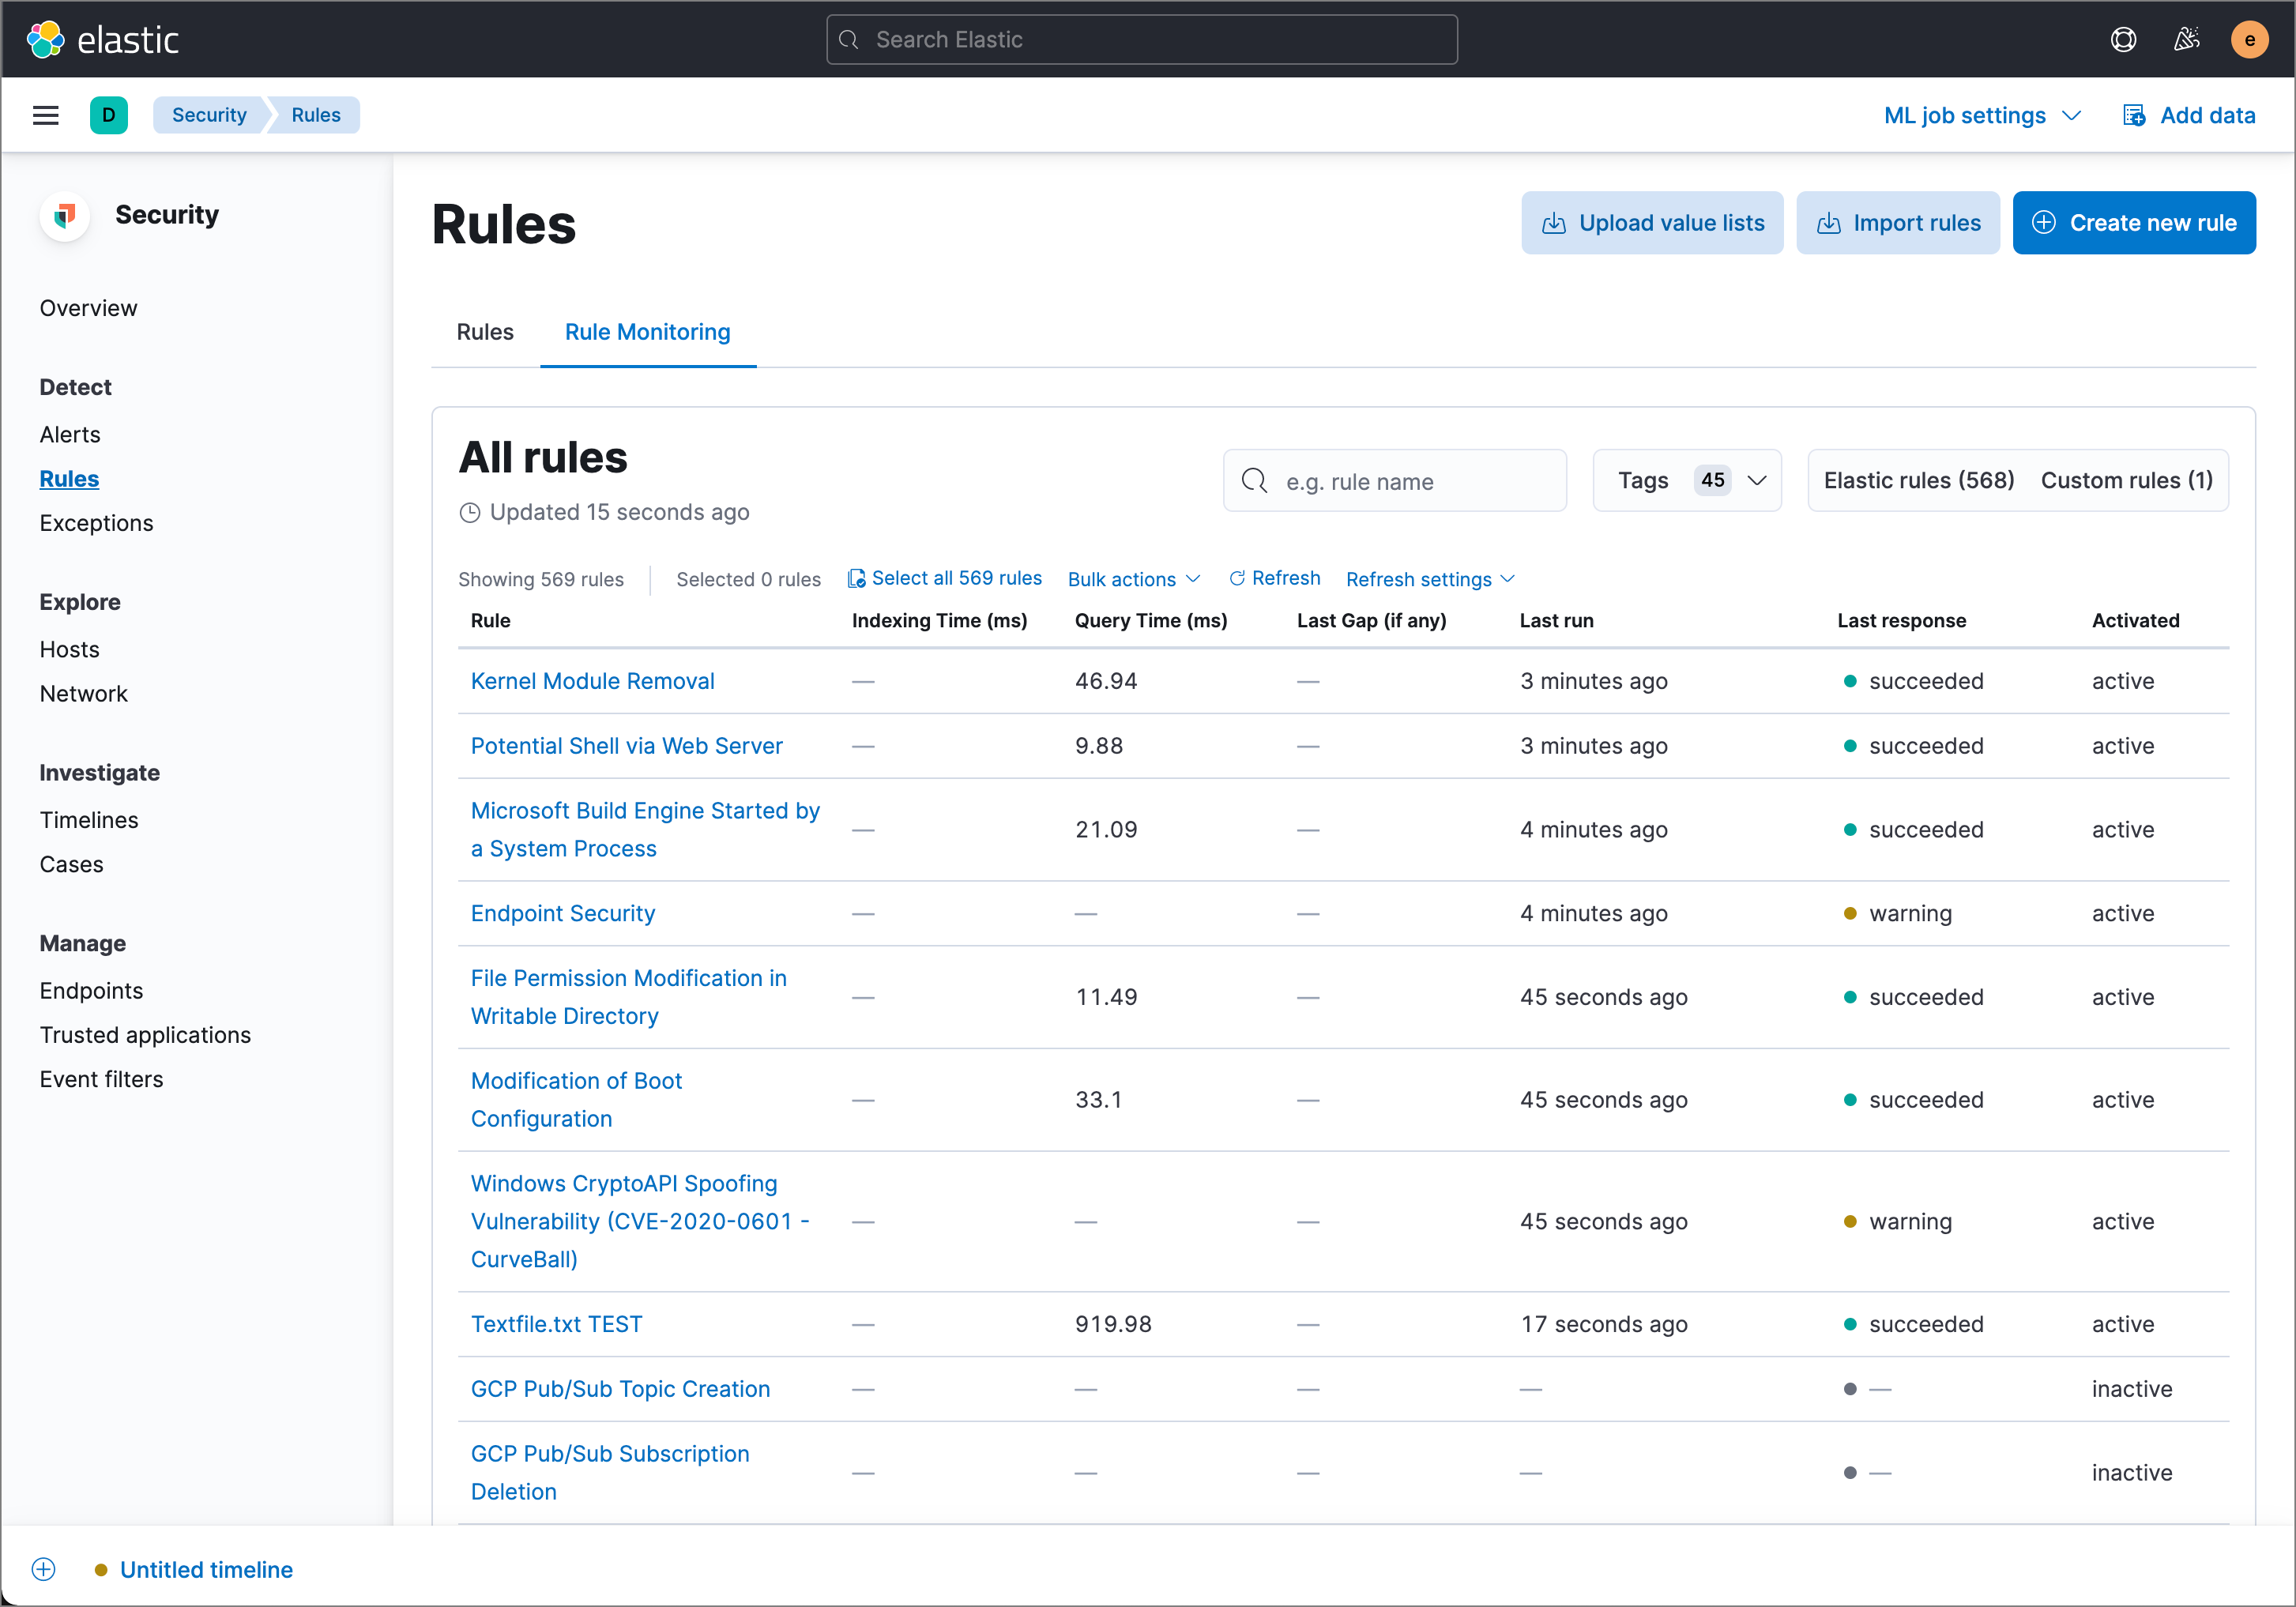 elastic
Search Elastic
e
D
Security
Rules
ML job settings
Add data
Security
Overview
Detect
Alerts
Rules
Exceptions
Explore
Hosts
Network
Investigate
Timelines
Cases
Manage
Endpoints
Trusted applications
Event filters
Rules
Upload value lists
Import rules
Create new rule
Rules
Rule Monitoring
All rules
Updated 15 seconds ago
e.g. rule name
Tags 45
Elastic rules (568)
Custom rules (1)
Showing 569 rules
Selected 0 rules
Select all 569 rules
Bulk actions
Refresh
Refresh settings
Rule Indexing Time (ms) Query Time (ms) Last Gap (if any) Last run Last response Activated
Kernel Module Removal — 46.94 — 3 minutes ago succeeded active
Potential Shell via Web Server — 9.88 — 3 minutes ago succeeded active
Microsoft Build Engine Started by
a System Process — 21.09 — 4 minutes ago succeeded active
Endpoint Security — — — 4 minutes ago warning active
File Permission Modification in
Writable Directory — 11.49 — 45 seconds ago succeeded active
Modification of Boot
Configuration — 33.1 — 45 seconds ago succeeded active
Windows CryptoAPI Spoofing
Vulnerability (CVE-2020-0601 - — — — 45 seconds ago warning active
CurveBall)
Textfile.txt TEST — 919.98 — 17 seconds ago succeeded active
GCP Pub/Sub Topic Creation — — — — — inactive
GCP Pub/Sub Subscription
Deletion — — — — — inactive
Untitled timeline